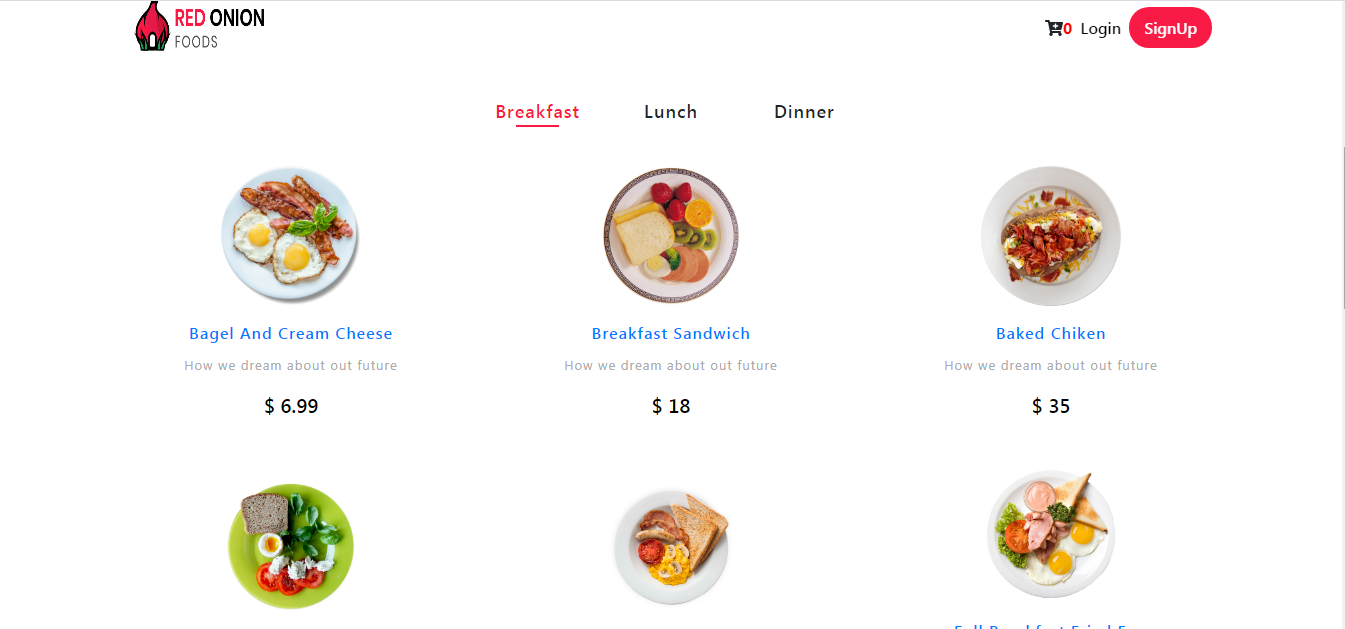 RED ONION
FOODS
0 Login SignUp
Breakfast Lunch Dinner
Bagel And Cream Cheese
How we dream about out future
$ 6.99
Breakfast Sandwich
How we dream about out future
$ 18
Baked Chiken
How we dream about out future
$ 35